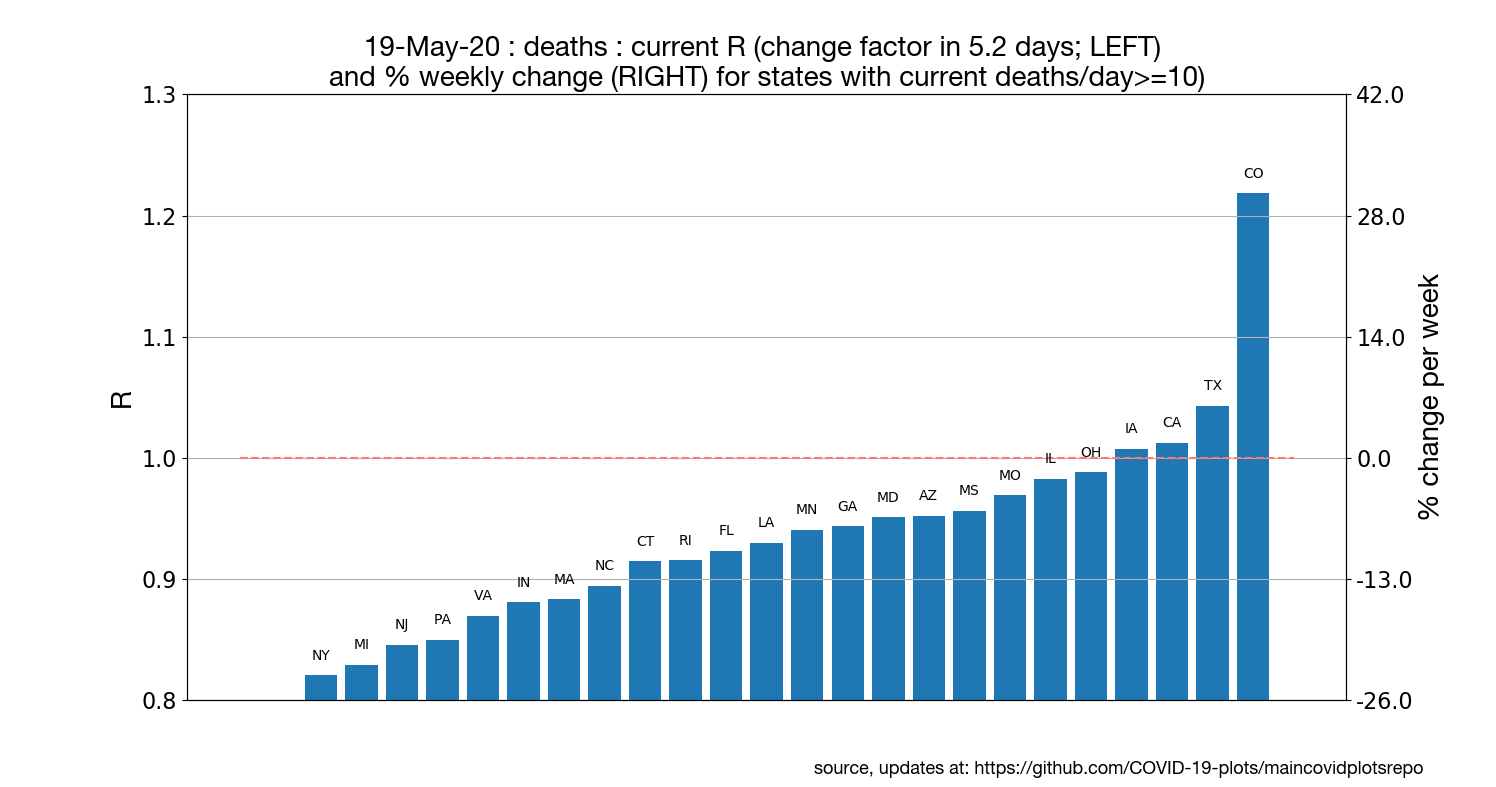 19-May-20 : deaths : current R (change factor in 5.2 days; LEFT)
and % weekly change (RIGHT) for states with current deaths/day>=10)
1.3
1.2
1.1
1.0
0.9
0.8
R
NY
MI
NJ
PA
VA
IN
MA
NC
CT
RI
FL
LA
MN
GA
MD
AZ
MS
MO
IL
OH
IA
CA
TX
CO
42.0
28.0
14.0
0.0
-13.0
-26.0
% change per week
source, updates at: https://github.com/COVID-19-plots/maincovidplotsrepo